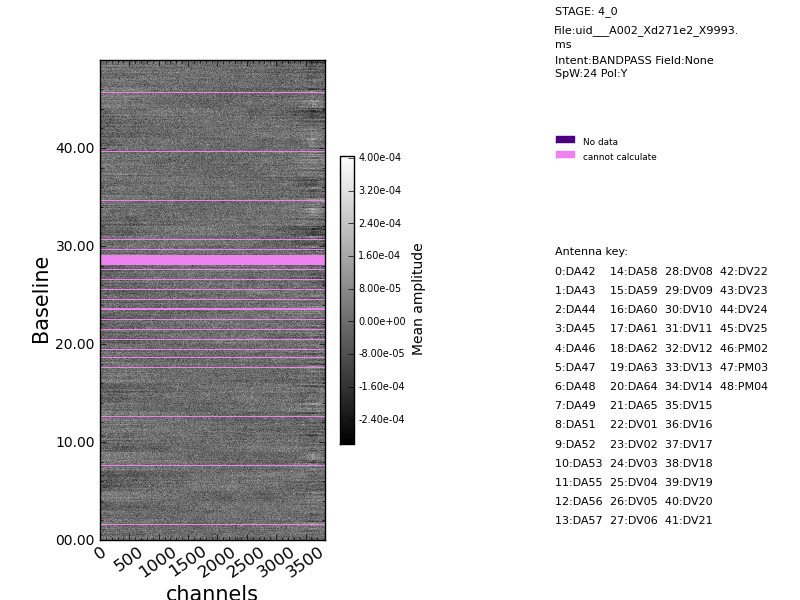 STAGE: 4_0
File:uid___A002_Xd271e2_X9993.
ms
Intent:BANDPASS Field:None
SpW:24 Pol:Y
No data
cannot calculate
40.00
30.00
20.00
10.00
00.00
Baseline
0 500 1000 1500 2000 2500 3000 3500
channels
4.00e-04
3.20e-04
2.40e-04
1.60e-04
8.00e-05
0.00e+00
-8.00e-05
-1.60e-04
-2.40e-04
Mean amplitude
Antenna key:
0:DA42 14:DA58 28:DV08 42:DV22
1:DA43 15:DA59 29:DV09 43:DV23
2:DA44 16:DA60 30:DV10 44:DV24
3:DA45 17:DA61 31:DV11 45:DV25
4:DA46 18:DA62 32:DV12 46:PM02
5:DA47 19:DA63 33:DV13 47:PM03
6:DA48 20:DA64 34:DV14 48:PM04
7:DA49 21:DA65 35:DV15
8:DA51 22:DV01 36:DV16
9:DA52 23:DV02 37:DV17
10:DA53 24:DV03 38:DV18
11:DA55 25:DV04 39:DV19
12:DA56 26:DV05 40:DV20
13:DA57 27:DV06 41:DV21